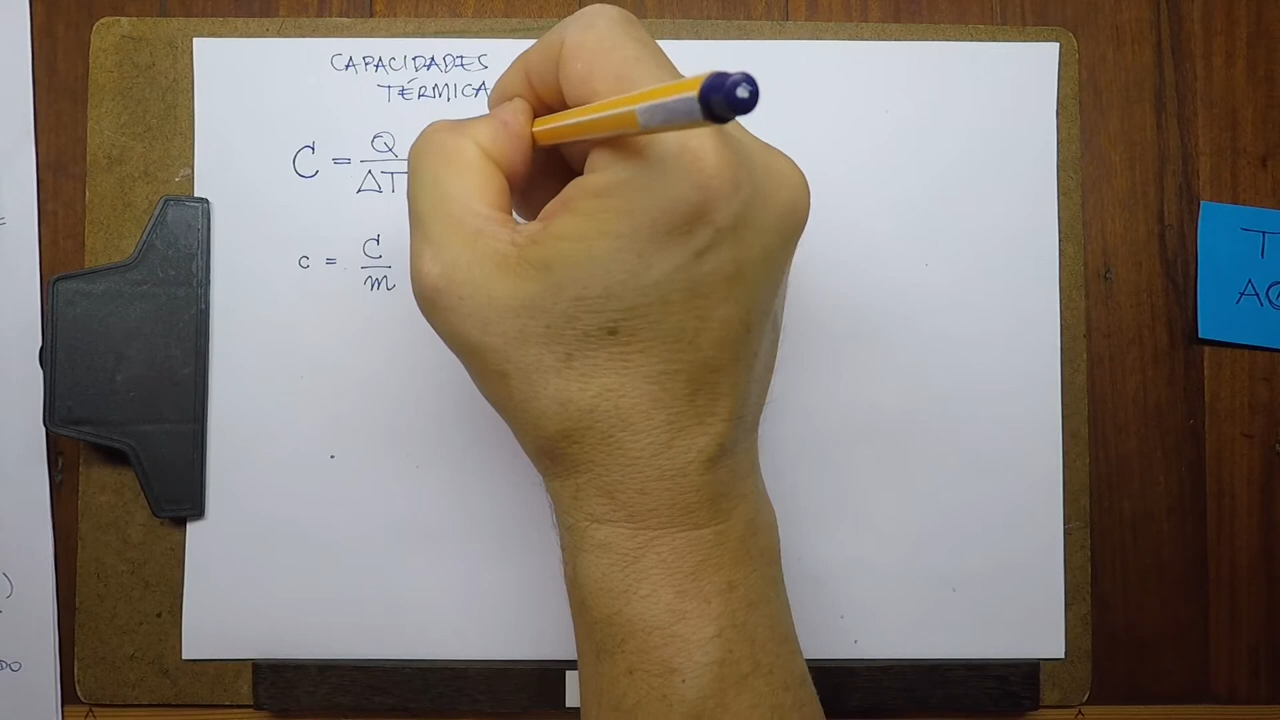 CAPACIDADES
TÉRMICA
C = Q / ΔT
c = C / m